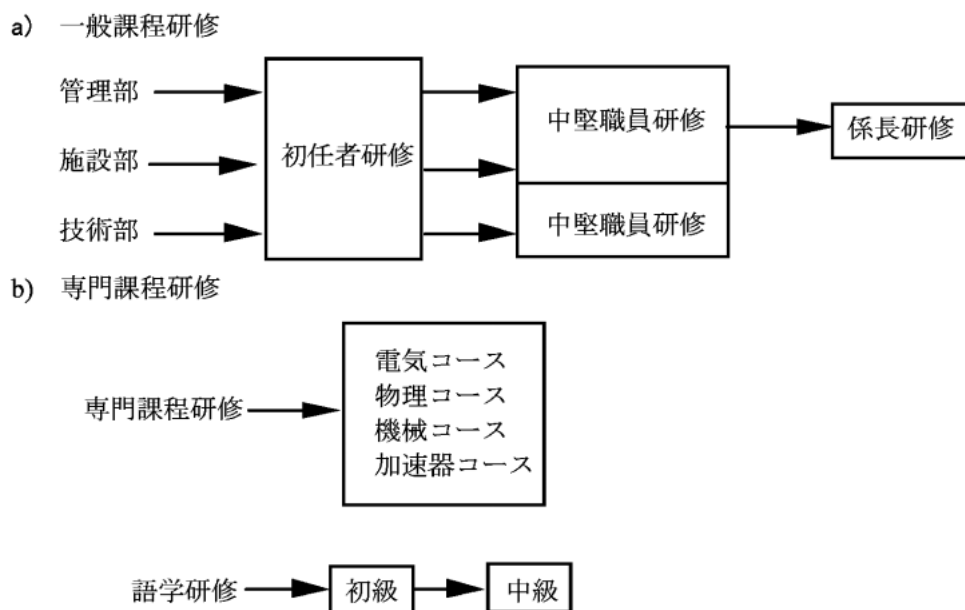 a) 一般課程研修
管理部
施設部
技術部
初任者研修
中堅職員研修
中堅職員研修
係長研修
b) 専門課程研修
専門課程研修
電気コース
物理コース
機械コース
加速器コース
語学研修
初級
中級